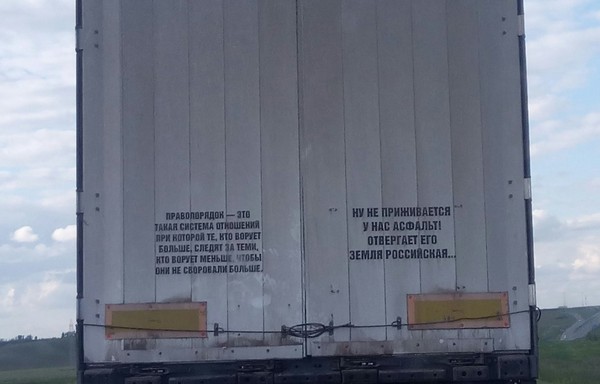 ПРАВОПОРЯДОК — ЭТО
ТАКАЯ СИСТЕМА ОТНОШЕНИЙ
ПРИ КОТОРОЙ ТЕ, КТО ВОРУЕТ
БОЛЬШЕ, СЛЕДЯТ ЗА ТЕМИ,
КТО ВОРУЕТ МЕНЬШЕ, ЧТОБЫ
ОНИ НЕ СВОРОВАЛИ БОЛЬШЕ.
НУ НЕ ПРИЖИВАЕТСЯ
У НАС АСФАЛЬТ!
ОТВЕРГАЕТ ЕГО
ЗЕМЛЯ РОССИЙСКАЯ...